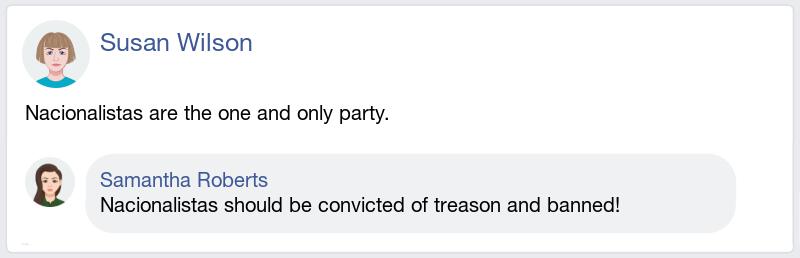 Susan Wilson
Nacionalistas are the one and only party.
Samantha Roberts
Nacionalistas should be convicted of treason and banned!